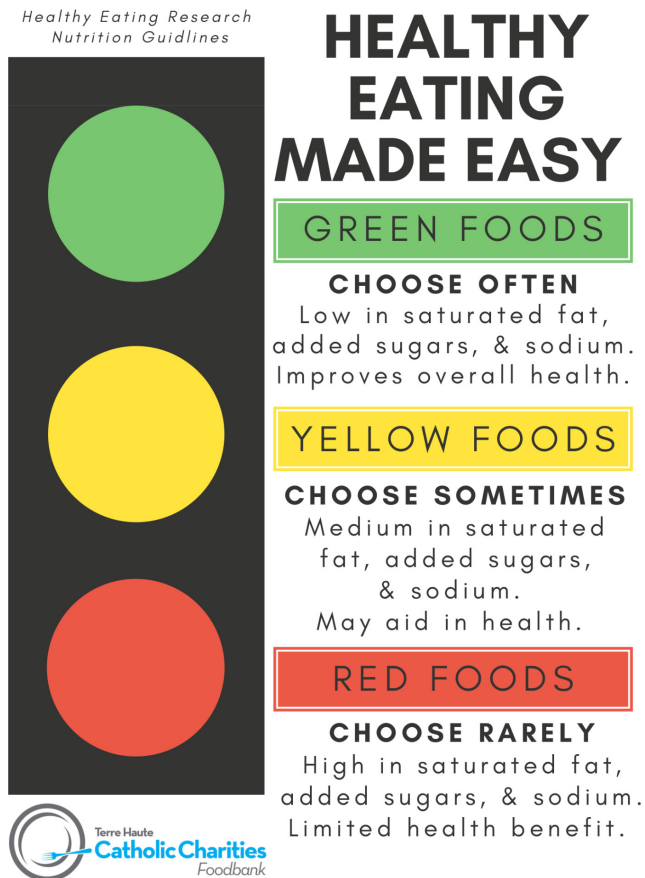 Healthy Eating Research
Nutrition Guidlines
HEALTHY
EATING
MADE EASY
GREEN FOODS
CHOOSE OFTEN
Low in saturated fat,
added sugars, & sodium.
Improves overall health.
YELLOW FOODS
CHOOSE SOMETIMES
Medium in saturated
fat, added sugars,
& sodium.
May aid in health.
RED FOODS
CHOOSE RARELY
High in saturated fat,
added sugars, & sodium.
Limited health benefit.
Terre Haute
Catholic Charities
Foodbank